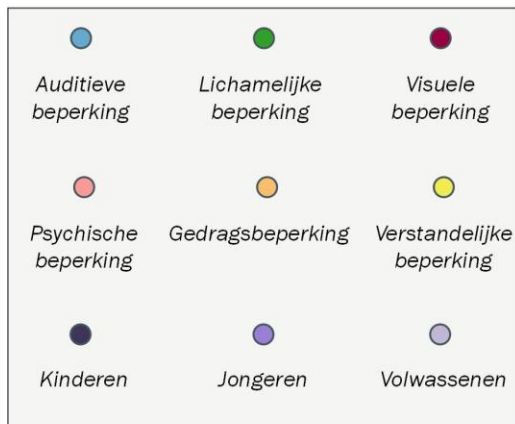 Auditieve beperking
Lichamelijke beperking
Visuele beperking
Psychische beperking
Gedragsbeperking
Verstandelijke beperking
Kinderen
Jongeren
Volwassenen